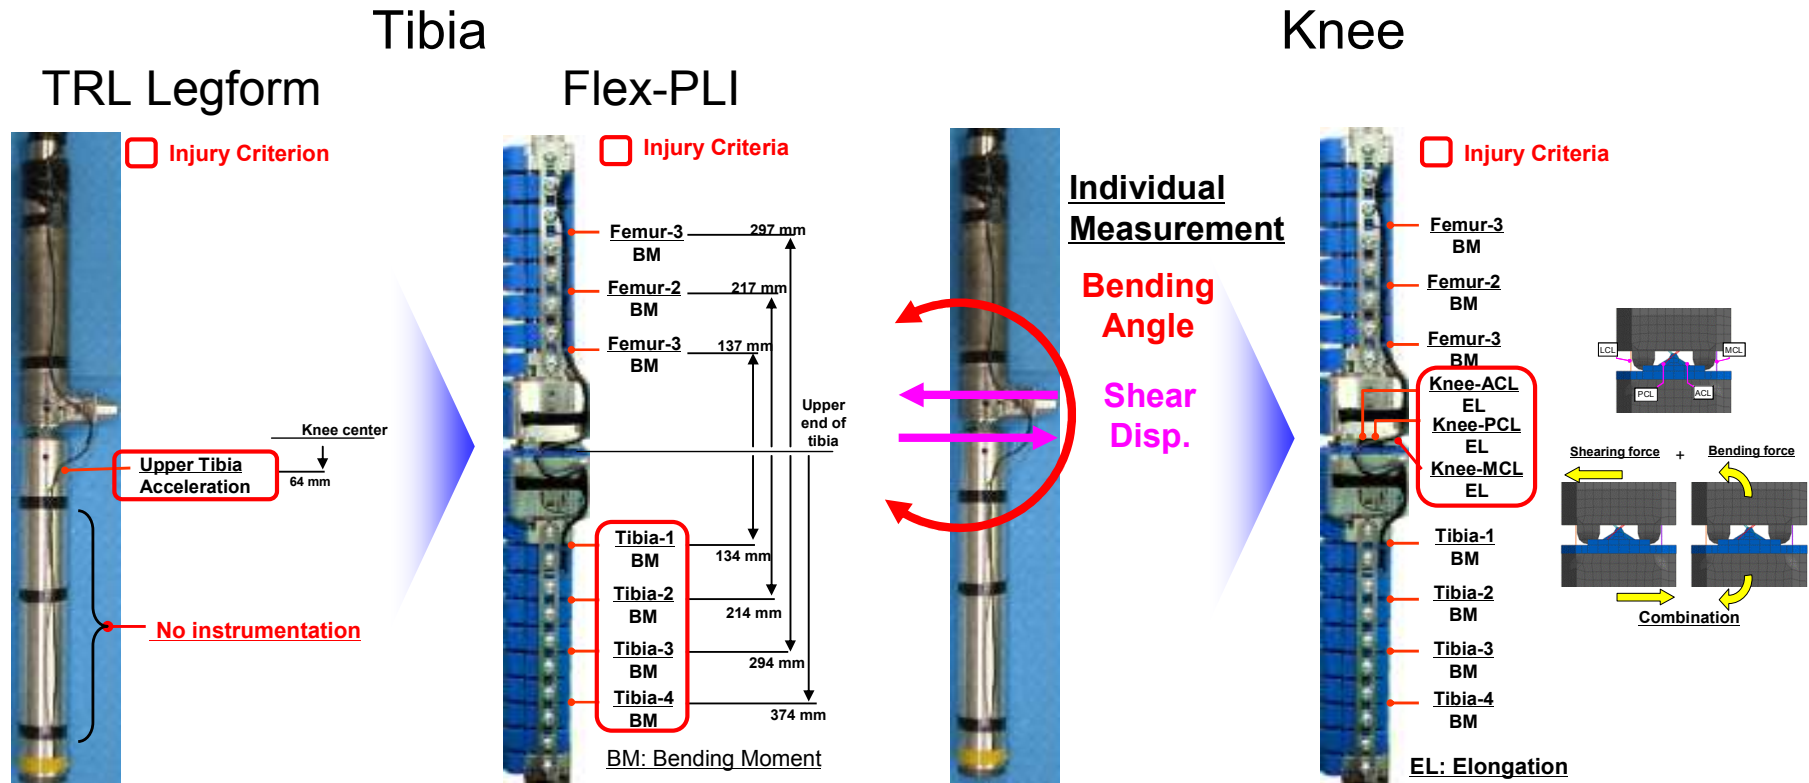 Tibia
Knee
TRL Legform
Flex-PLI
Injury Criterion
Knee center
Upper Tibia
Acceleration
64 mm
No instrumentation
Injury Criteria
Femur-3
BM
297 mm
Femur-2
BM
217 mm
Femur-3
BM
137 mm
Upper
end of
tibia
Tibia-1
BM
134 mm
Tibia-2
BM
214 mm
Tibia-3
BM
294 mm
Tibia-4
BM
374 mm
BM: Bending Moment
Individual
Measurement
Bending
Angle
Shear
Disp.
Injury Criteria
Femur-3
BM
Femur-2
BM
Femur-3
BM
Knee-ACL
EL
Knee-PCL
EL
Knee-MCL
EL
Tibia-1
BM
Tibia-2
BM
Tibia-3
BM
Tibia-4
BM
EL: Elongation
LCL
MCL
PCL
ACL
Shearing force + Bending force
Combination